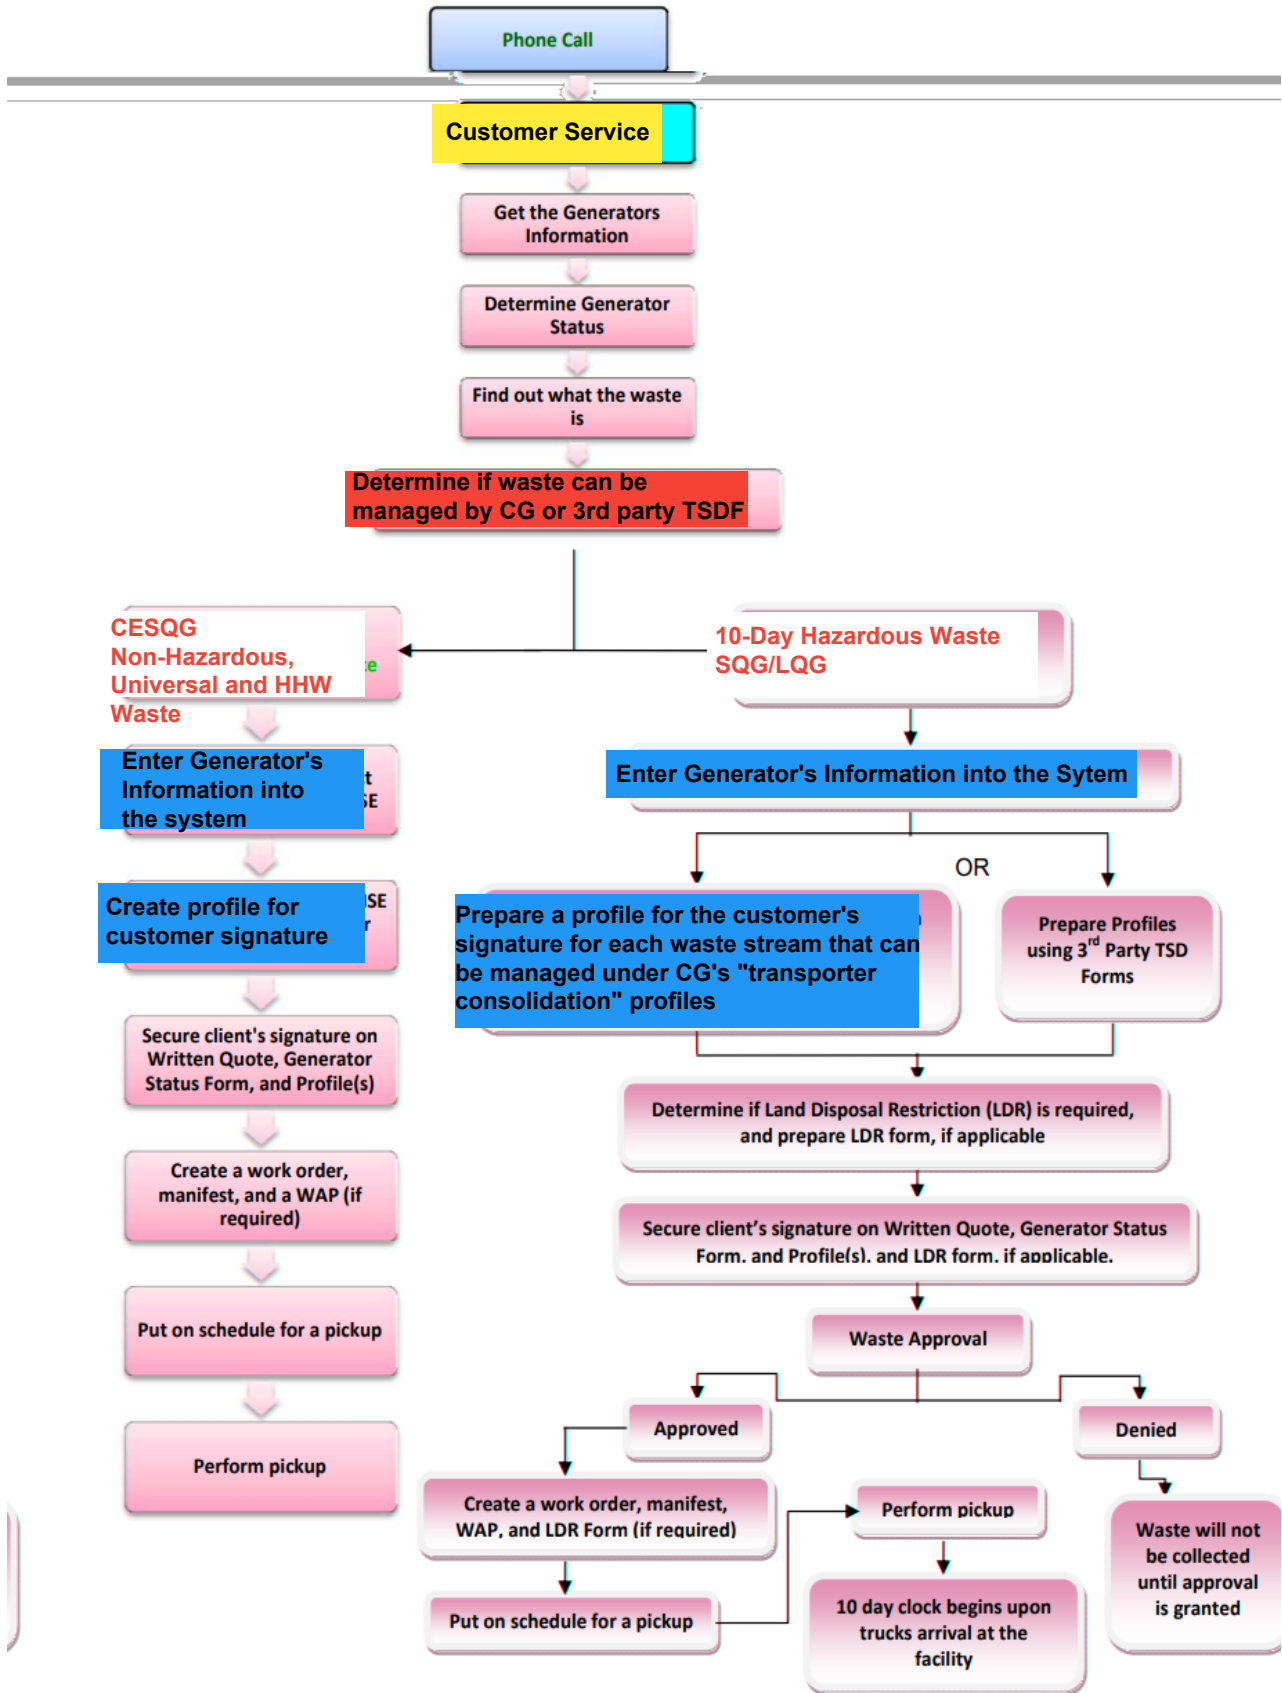 Phone Call
Customer Service
Get the Generators
Information
Determine Generator
Status
Find out what the waste
is
Determine if waste can be
managed by CG or 3rd party TSDF
CESQG
Non-Hazardous,
Universal and HHW
Waste
10-Day Hazardous Waste
SQG/LQG
Enter Generator's
Information into
the system
Enter Generator's Information into the Sytem
Create profile for
customer signature
OR
Prepare a profile for the customer's
signature for each waste stream that can
be managed under CG's "transporter
consolidation" profiles
Prepare Profiles
using 3rd Party TSD
Forms
Secure client's signature on
Written Quote, Generator
Status Form, and Profile(s)
Determine if Land Disposal Restriction (LDR) is required,
and prepare LDR form, if applicable
Create a work order,
manifest, and a WAP (if
required)
Secure client’s signature on Written Quote, Generator Status
Form, and Profile(s), and LDR form, if applicable.
Put on schedule for a pickup
Waste Approval
Approved
Denied
Perform pickup
Create a work order, manifest,
WAP, and LDR Form (if required)
Perform pickup
Waste will not
be collected
until approval
is granted
Put on schedule for a pickup
10 day clock begins upon
trucks arrival at the
facility